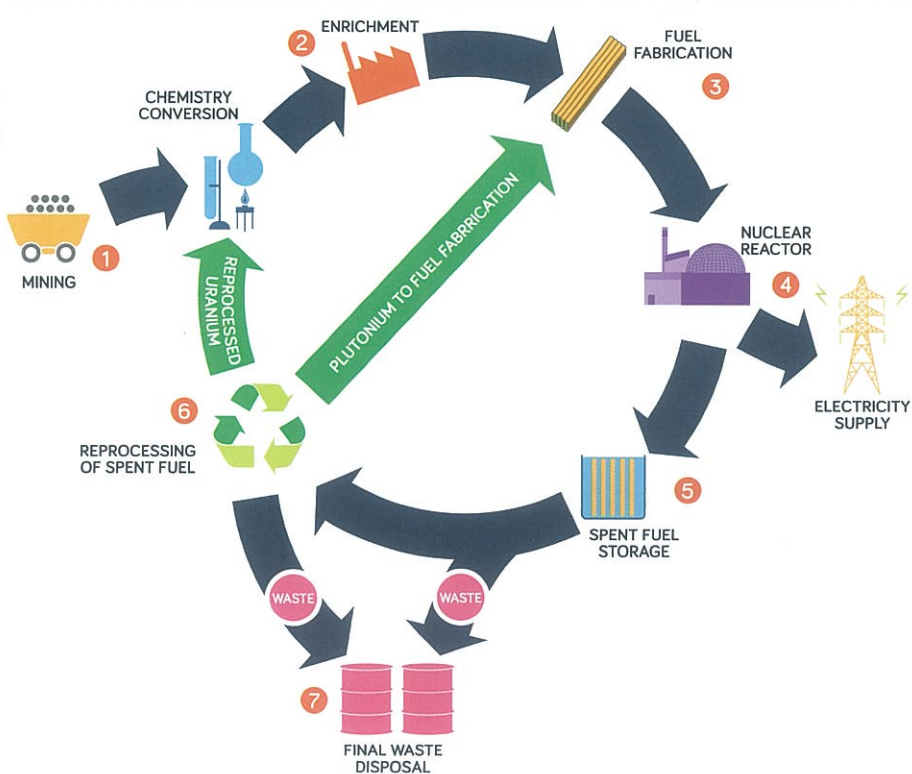 2
ENRICHMENT
FUEL
FABRICATION
3
CHEMISTRY
CONVERSION
MINING
1
REPROCESSED
URANIUM
PLUTONIUM TO FUEL FABRRICATION
NUCLEAR
REACTOR
4
ELECTRICITY
SUPPLY
6
REPROCESSING
OF SPENT FUEL
5
SPENT FUEL
STORAGE
WASTE
WASTE
7
FINAL WASTE
DISPOSAL